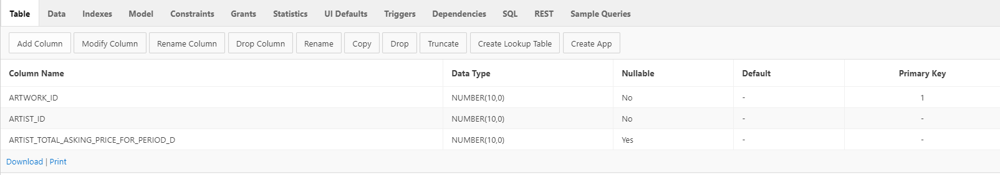 Table Data Indexes Model Constraints Grants Statistics UI Defaults Triggers Dependencies SQL REST Sample Queries
Add Column Modify Column Rename Column Drop Column Rename Copy Drop Truncate Create Lookup Table Create App
Column Name Data Type Nullable Default Primary Key
ARTWORK_ID NUMBER(10,0) No - 1
ARTIST_ID NUMBER(10,0) No - -
ARTIST_TOTAL_ASKING_PRICE_FOR_PERIOD_D NUMBER(10,0) Yes - -
Download | Print